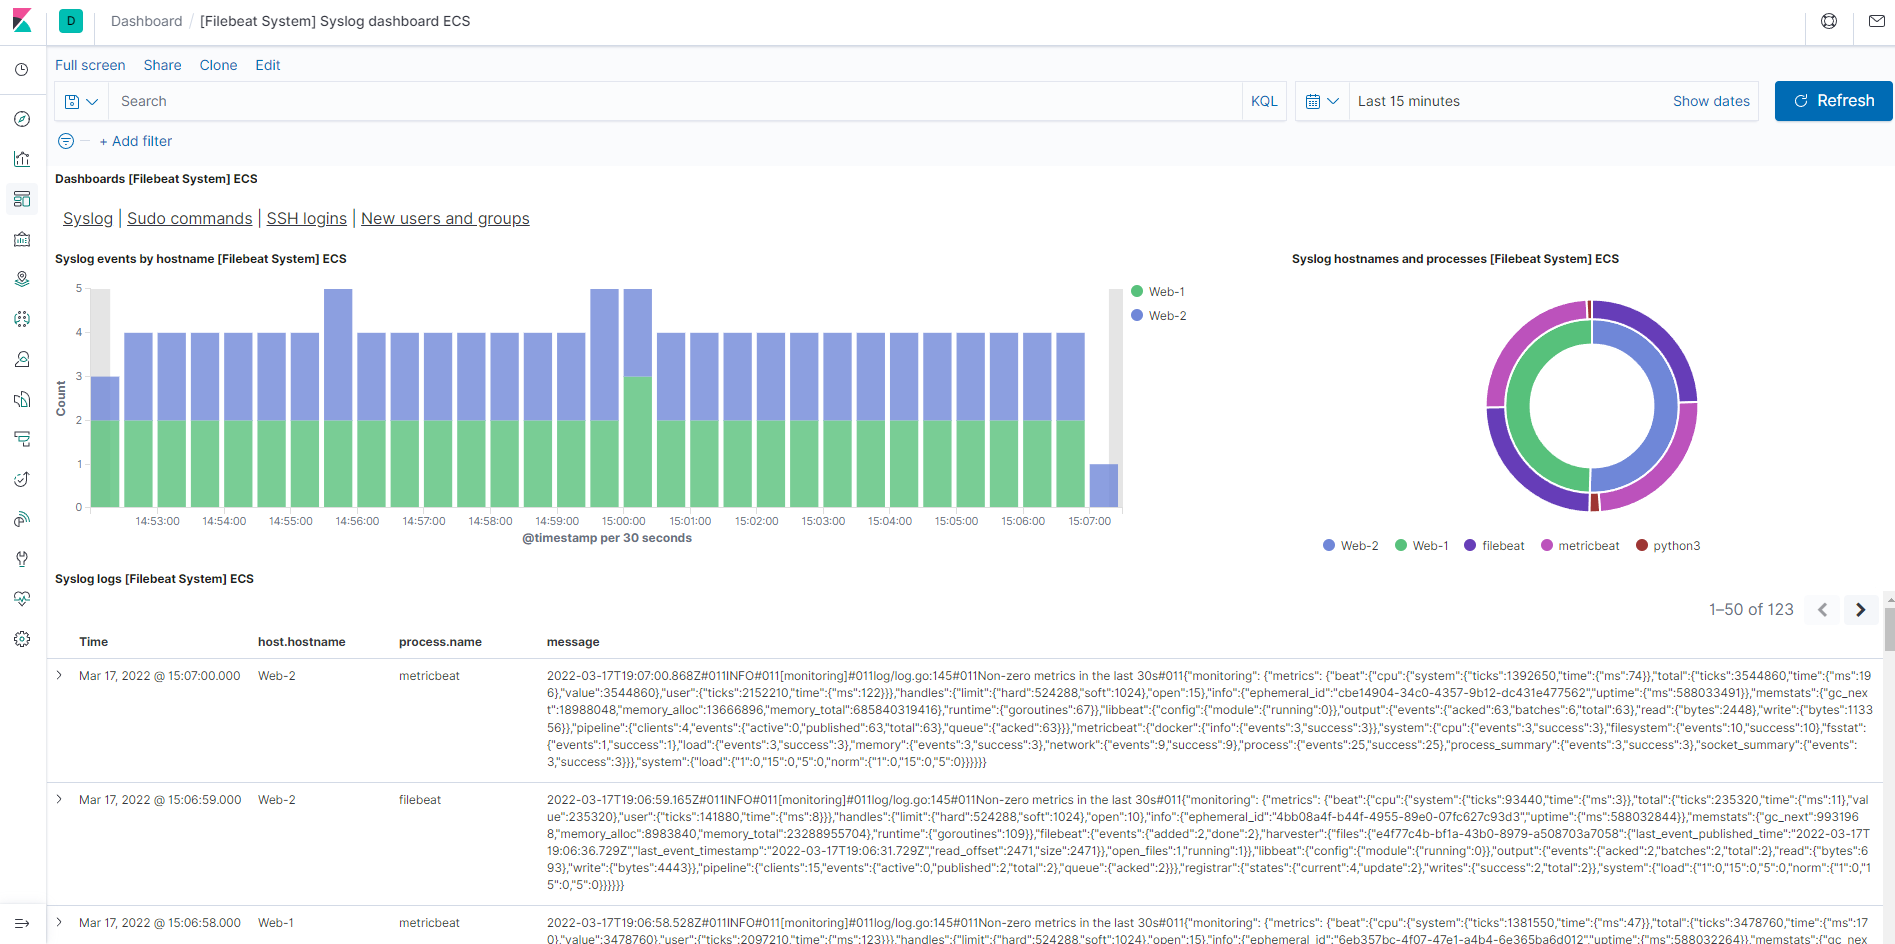 D
Dashboard / [Filebeat System] Syslog dashboard ECS
Full screen Share Clone Edit
Search KQL Last 15 minutes Show dates Refresh
+ Add filter
Dashboards [Filebeat System] ECS
Syslog | Sudo commands | SSH logins | New users and groups
Syslog events by hostname [Filebeat System] ECS
5
4
3
2
1
0
Count
14:53:00 14:54:00 14:55:00 14:56:00 14:57:00 14:58:00 14:59:00 15:00:00 15:01:00 15:02:00 15:03:00 15:04:00 15:05:00 15:06:00 15:07:00
@timestamp per 30 seconds
Web-1
Web-2
Syslog hostnames and processes [Filebeat System] ECS
Web-2 Web-1 filebeat metricbeat python3
Syslog logs [Filebeat System] ECS
1–50 of 123
Time host.hostname process.name message
Mar 17, 2022 @ 15:07:00.000 Web-2 metricbeat 2022-03-17T19:07:00.868Z#011INFO#011[monitoring]#011log/log.go:145#011Non-zero metrics in the last 30s#011{"monitoring": {"metrics": {"beat":{"cpu":{"system":{"ticks":1392650,"time":{"ms":74}},"total":{"ticks":3544860,"time":{"ms":19
6},"value":3544860},"user":{"ticks":2152210,"time":{"ms":122}}},"handles":{"limit":{"hard":524288,"soft":1024},"open":15},"info":{"ephemeral_id":"cbe14904-34c0-4357-9b12-dc431e477562","uptime":{"ms":588033491}},"memstats":{"gc_next
":18988048,"memory_alloc":13666896,"memory_total":685840319416},"runtime":{"goroutines":67}},"libbeat":{"config":{"module":{"running":0}},"output":{"events":{"acked":63,"batches":6,"total":63},"read":{"bytes":2448},"write":{"bytes":1133
56}},"pipeline":{"clients":4,"events":{"active":0,"published":63,"total":63},"queue":{"acked":63}}},"metricbeat":{"docker":{"info":{"events":3,"success":3}},"system":{"cpu":{"events":3,"success":3},"filesystem":{"events":10,"success":10},"fsstat":
{"events":1,"success":1},"load":{"events":3,"success":3},"memory":{"events":3,"success":3},"network":{"events":9,"success":9},"process":{"events":25,"success":25},"process_summary":{"events":3,"success":3},"socket_summary":{"events":
3,"success":3}}},"system":{"load":{"1":0,"15":0,"5":0,"norm":{"1":0,"15":0,"5":0}}}}}}
Mar 17, 2022 @ 15:06:59.000 Web-2 filebeat 2022-03-17T19:06:59.165Z#011INFO#011[monitoring]#011log/log.go:145#011Non-zero metrics in the last 30s#011{"monitoring": {"metrics": {"beat":{"cpu":{"system":{"ticks":93440,"time":{"ms":3}},"total":{"ticks":235320,"time":{"ms":11},"val
ue":235320},"user":{"ticks":141880,"time":{"ms":8}}},"handles":{"limit":{"hard":524288,"soft":1024},"open":10},"info":{"ephemeral_id":"4bb08a4f-b44f-4955-89e0-07fc627c93d3","uptime":{"ms":588032844}},"memstats":{"gc_next":993196
8,"memory_alloc":8983840,"memory_total":23288955704},"runtime":{"goroutines":109}},"filebeat":{"events":{"added":2,"done":2},"harvester":{"files":{"e4f77c4b-bf1a-43b0-8979-a508703a7058":{"last_event_published_time":"2022-03-17T
19:06:36.729Z","last_event_timestamp":"2022-03-17T19:06:31.729Z","read_offset":2471,"size":2471}},"open_files":1,"running":1}},"libbeat":{"config":{"module":{"running":0}},"output":{"events":{"acked":2,"batches":2,"total":2},"read":{"bytes":6
93},"write":{"bytes":4443}},"pipeline":{"clients":15,"events":{"active":0,"published":2,"total":2},"queue":{"acked":2}}},"registrar":{"states":{"current":4,"update":2},"writes":{"success":2,"total":2}},"system":{"load":{"1":0,"15":0,"5":0,"norm":{"1":0,"1
5":0,"5":0}}}}}}
Mar 17, 2022 @ 15:06:58.000 Web-1 metricbeat 2022-03-17T19:06:58.528Z#011INFO#011[monitoring]#011log/log.go:145#011Non-zero metrics in the last 30s#011{"monitoring": {"metrics": {"beat":{"cpu":{"system":{"ticks":1381550,"time":{"ms":47}},"total":{"ticks":3478760,"time":{"ms":17
0},"value":3478760},"user":{"ticks":2097210,"time":{"ms":123}}},"handles":{"limit":{"hard":524288,"soft":1024},"open":15},"info":{"ephemeral_id":"6eb357bc-4f07-47e1-a4b4-6e365ba6d012","uptime":{"ms":588032264}},"memstats":{"gc_nex